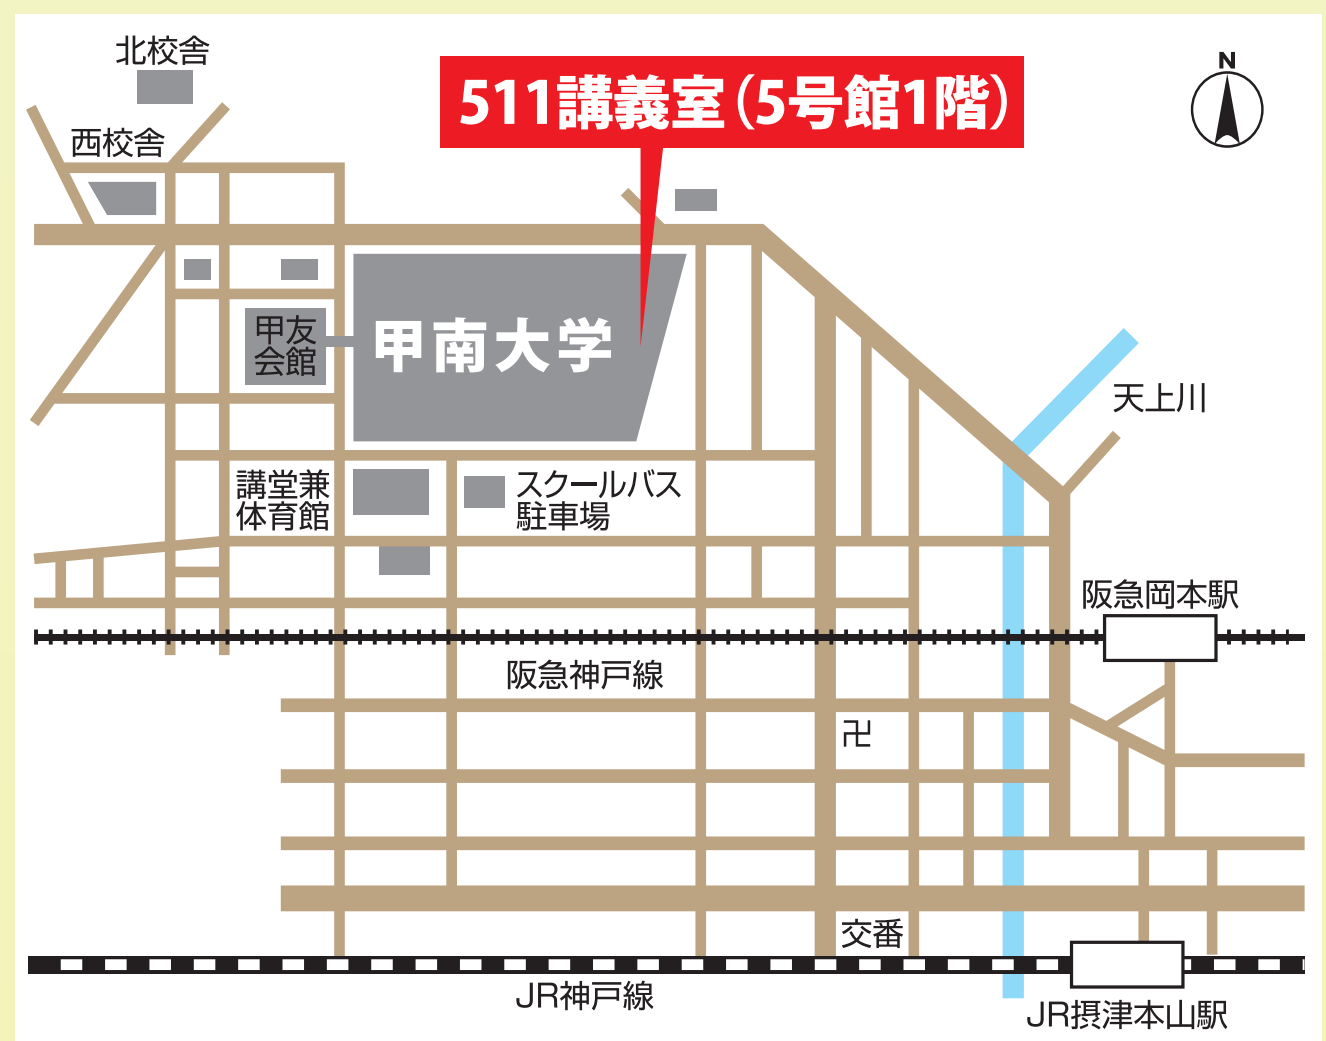 北校舎
N
511講義室（5号館1階）
西校舎
甲友
会館
甲南大学
天上川
講堂兼
体育館
スクールバス
駐車場
阪急岡本駅
阪急神戸線
卍
交番
JR神戸線
JR摂津本山駅